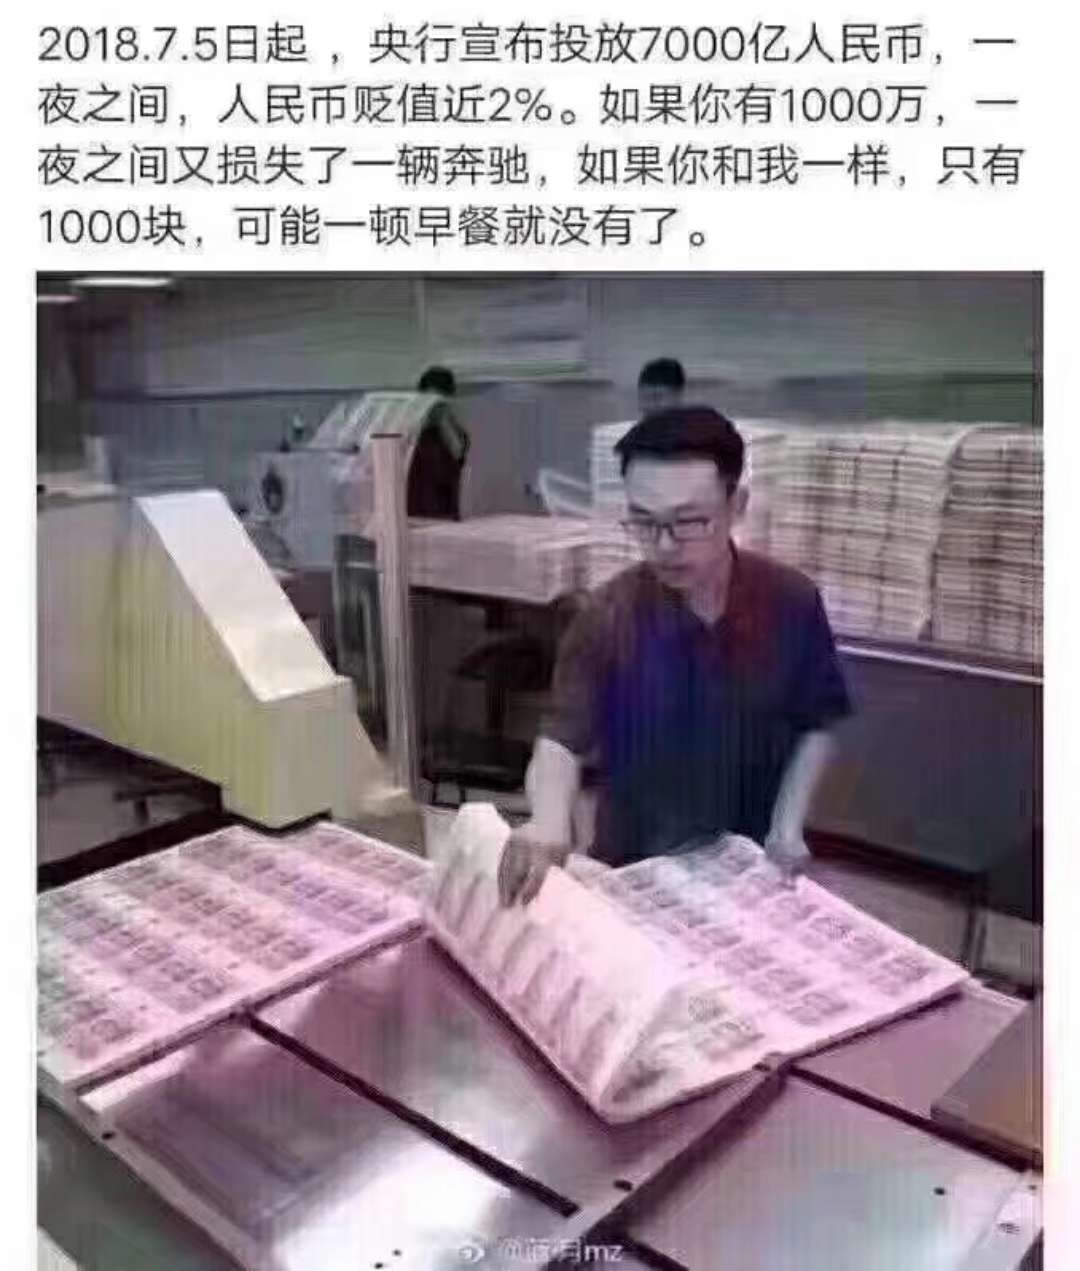 2018.7.5日起，央行宣布投放7000亿人民币，一
夜之间，人民币贬值近2%。如果你有1000万，一
夜之间又损失了一辆奔驰，如果你和我一样，只有
1000块，可能一顿早餐就没有了。
mz